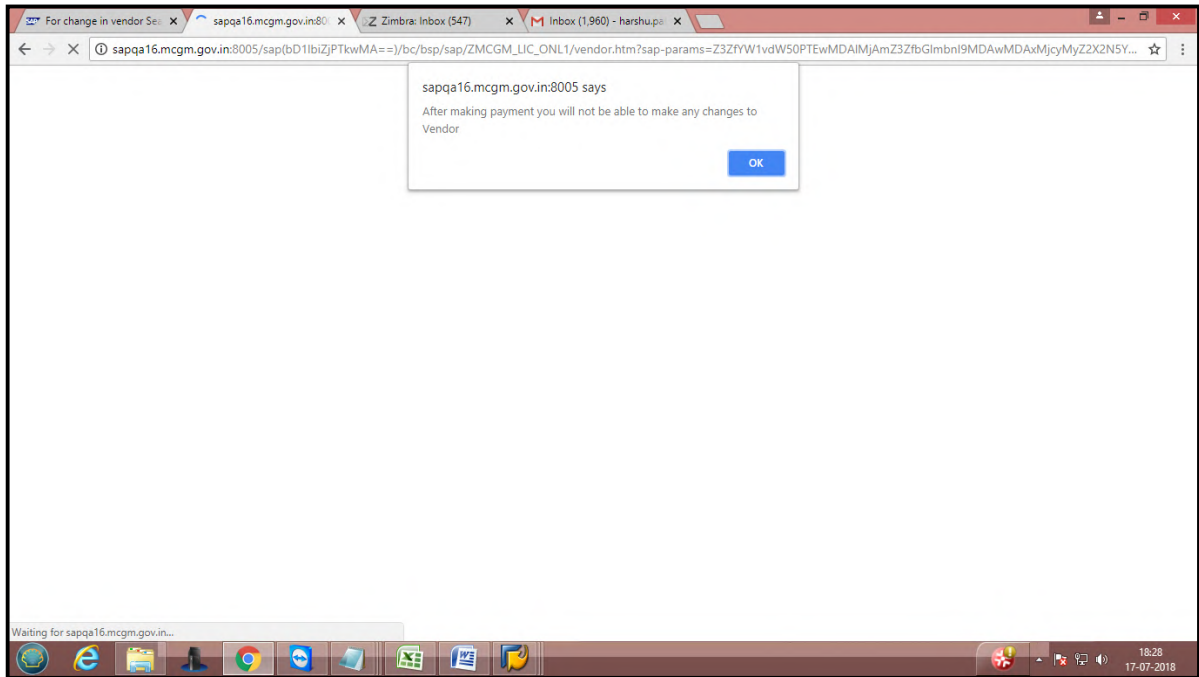 For change in vendor Sea
sapqa16.mcgm.gov.in:80
Zimbra: Inbox (547)
Inbox (1,960) - harshu.pa
sapqa16.mcgm.gov.in:8005/sap(bD1lbiZjPTkwMA==)/bc/bsp/sap/ZMCGM_LIC_ONL1/vendor.htm?sap-params=Z3ZfYW1vdW50PTEwMDAlMjAmZ3ZfbGlmbnI9MDAwMDAxMjcyMyZ2X2N5Y...
sapqa16.mcgm.gov.in:8005 says
After making payment you will not be able to make any changes to
Vendor
OK
Waiting for sapqa16.mcgm.gov.in...
18:28
17-07-2018